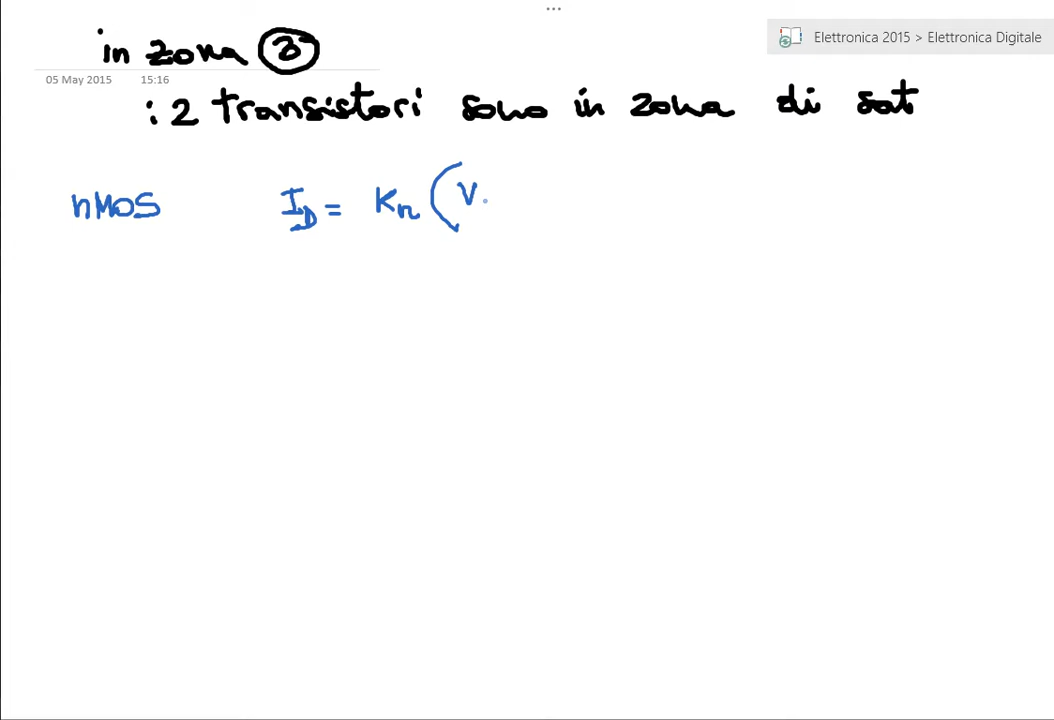 Elettronica 2015 > Elettronica Digitale
in zona ③
05 May 2015 15:16
: 2 transistori sono in zona di sat
nMOS I_D = K_n (V